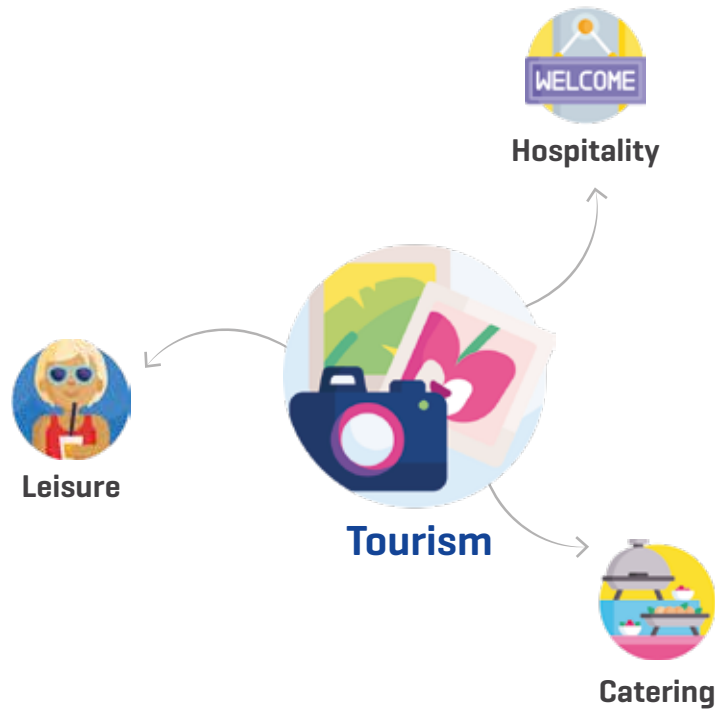 WELCOME
Hospitality
Leisure
Tourism
Catering